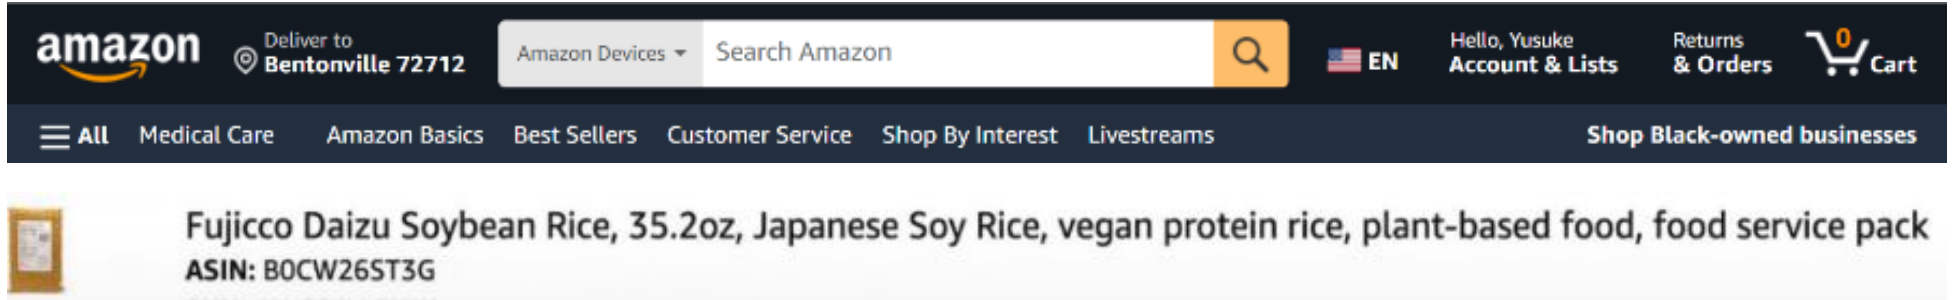 amazon
Deliver to
Bentonville 72712
Amazon Devices
Search Amazon
EN
Hello, Yusuke
Account & Lists
Returns
& Orders
0
Cart
All
Medical Care
Amazon Basics
Best Sellers
Customer Service
Shop By Interest
Livestreams
Shop Black-owned businesses
Fujicco Daizu Soybean Rice, 35.2oz, Japanese Soy Rice, vegan protein rice, plant-based food, food service pack
ASIN: B0CW26ST3G